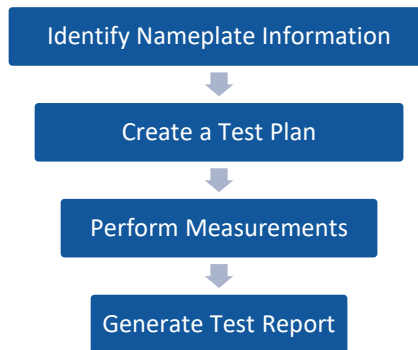 Identify Nameplate Information
Create a Test Plan
Perform Measurements
Generate Test Report